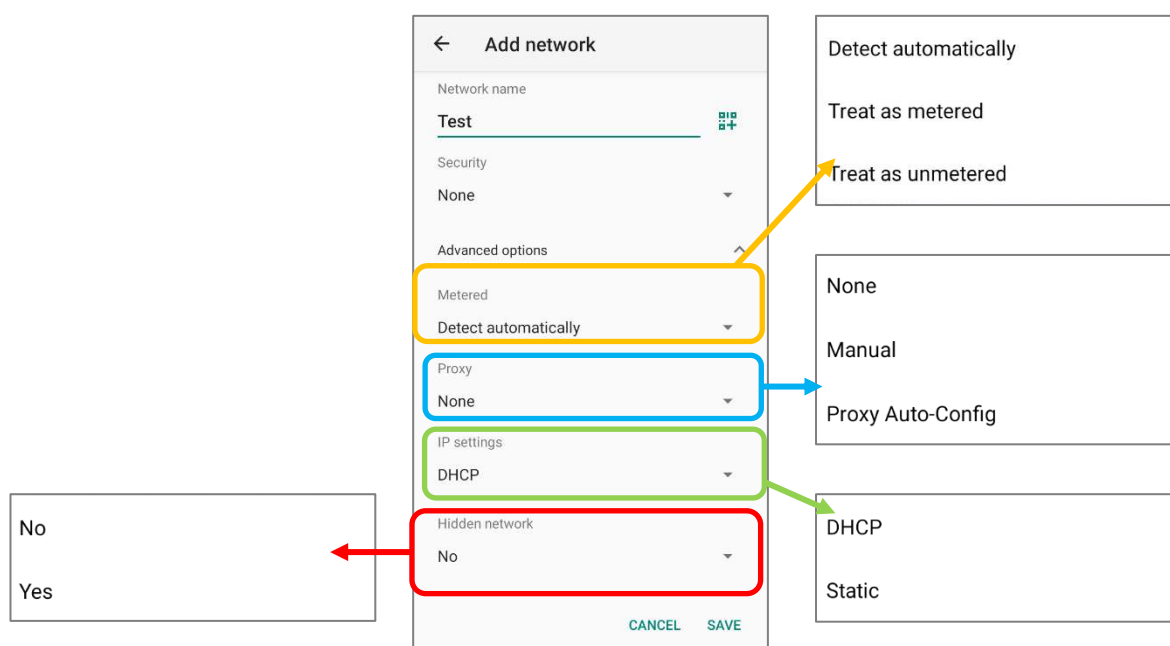 Add network
Network name
Test
Security
None
Advanced options
Metered
Detect automatically
Proxy
None
IP settings
DHCP
Hidden network
No
CANCEL SAVE
Detect automatically
Treat as metered
Treat as unmetered
None
Manual
Proxy Auto-Config
DHCP
Static
No
Yes